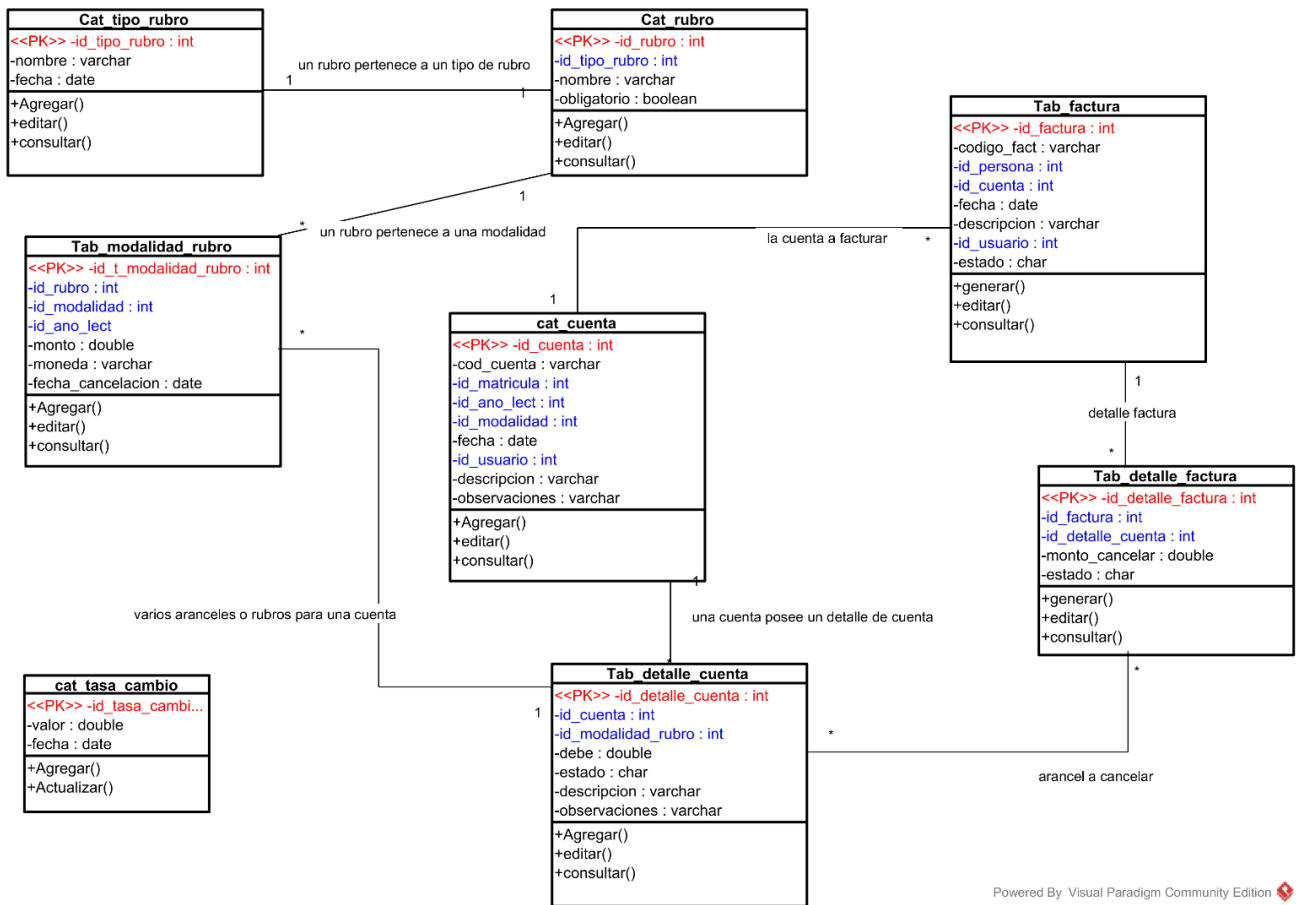 Cat_tipo_rubro
<<PK>> -id_tipo_rubro : int
-nombre : varchar
-fecha : date
+Agregar()
+editar()
+consultar()
un rubro pertenece a un tipo de rubro
1
1
Cat_rubro
<<PK>> -id_rubro : int
-id_tipo_rubro : int
-nombre : varchar
-obligatorio : boolean
+Agregar()
+editar()
+consultar()
1
*
un rubro pertenece a una modalidad
Tab_modalidad_rubro
<<PK>> -id_t_modalidad_rubro : int
-id_rubro : int
-id_modalidad : int
-id_ano_lect
-monto : double
-moneda : varchar
-fecha_cancelacion : date
+Agregar()
+editar()
+consultar()
*
Tab_factura
<<PK>> -id_factura : int
-codigo_fact : varchar
-id_persona : int
-id_cuenta : int
-fecha : date
-descripcion : varchar
-id_usuario : int
-estado : char
+generar()
+editar()
+consultar()
la cuenta a facturar
*
1
cat_cuenta
<<PK>> -id_cuenta : int
-cod_cuenta : varchar
-id_matricula : int
-id_ano_lect : int
-id_modalidad : int
-fecha : date
-id_usuario : int
-descripcion : varchar
-observaciones : varchar
+Agregar()
+editar()
+consultar()
1
1
detalle factura
*
Tab_detalle_factura
<<PK>> -id_detalle_factura : int
-id_factura : int
-id_detalle_cuenta : int
-monto_cancelar : double
-estado : char
+generar()
+editar()
+consultar()
*
varios aranceles o rubros para una cuenta
una cuenta posee un detalle de cuenta
*
cat_tasa_cambio
<<PK>> -id_tasa_cambi...
-valor : double
-fecha : date
+Agregar()
+Actualizar()
1
Tab_detalle_cuenta
<<PK>> -id_detalle_cuenta : int
-id_cuenta : int
-id_modalidad_rubro : int
-debe : double
-estado : char
-descripcion : varchar
-observaciones : varchar
+Agregar()
+editar()
+consultar()
*
arancel a cancelar
Powered By Visual Paradigm Community Edition